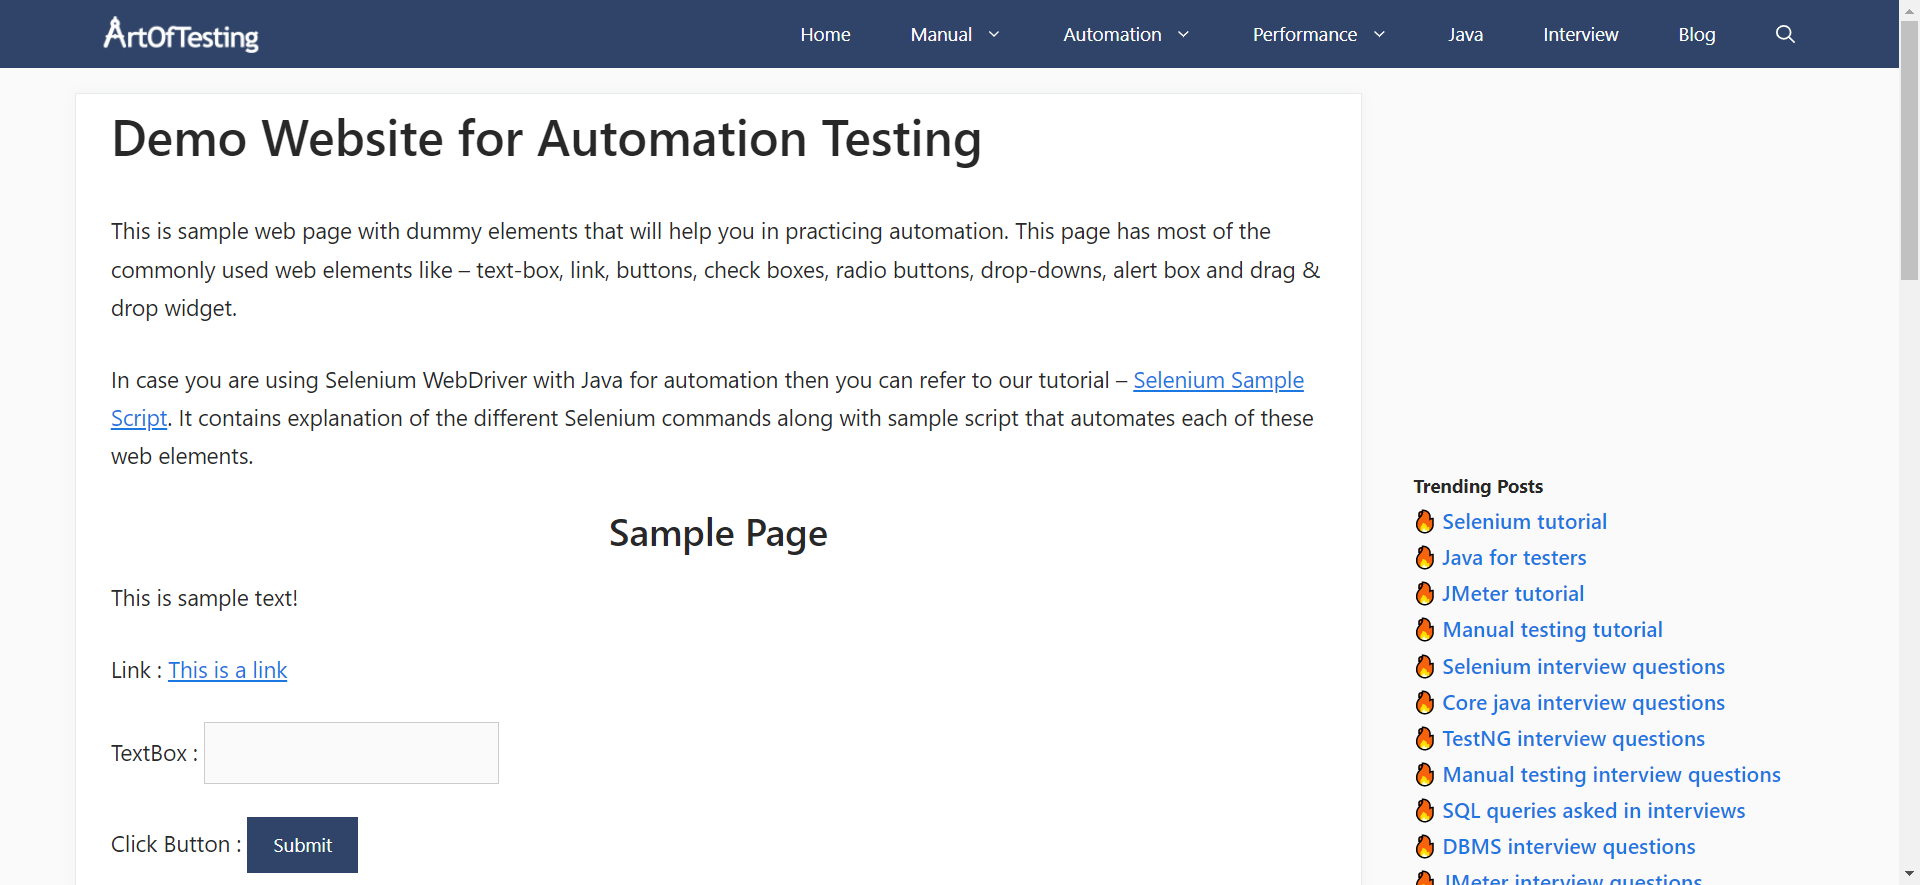 ArtOfTesting
Home Manual Automation Performance Java Interview Blog
Demo Website for Automation Testing
This is sample web page with dummy elements that will help you in practicing automation. This page has most of the
commonly used web elements like – text-box, link, buttons, check boxes, radio buttons, drop-downs, alert box and drag &
drop widget.
In case you are using Selenium WebDriver with Java for automation then you can refer to our tutorial – Selenium Sample
Script. It contains explanation of the different Selenium commands along with sample script that automates each of these
web elements.
Sample Page
This is sample text!
Link : This is a link
TextBox :
Click Button : Submit
Trending Posts
Selenium tutorial
Java for testers
JMeter tutorial
Manual testing tutorial
Selenium interview questions
Core java interview questions
TestNG interview questions
Manual testing interview questions
SQL queries asked in interviews
DBMS interview questions
JMeter interview questions